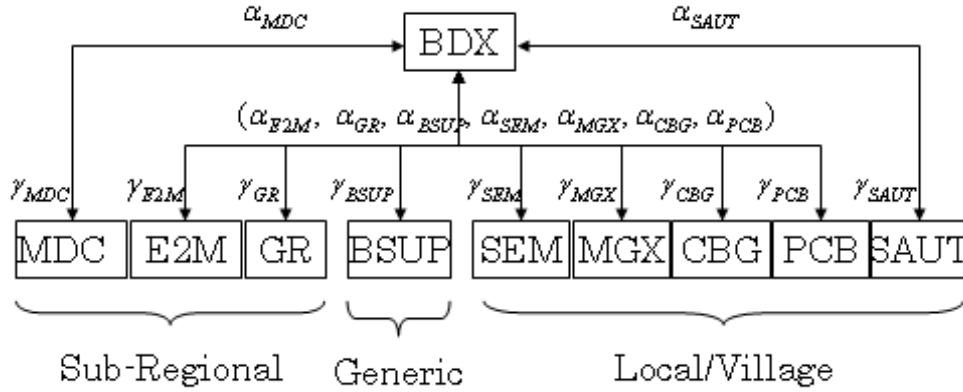 α_MDC α_SAUT
BDX
(α_E2M, α_GR, α_BSUP, α_SEM, α_MGX, α_CBG, α_PCB)
γ_MDC γ_E2M γ_GR γ_BSUP γ_SEM γ_MGX γ_CBG γ_PCB γ_SAUT
MDC E2M GR BSUP SEM MGX CBG PCB SAUT
Sub-Regional Generic Local/Village